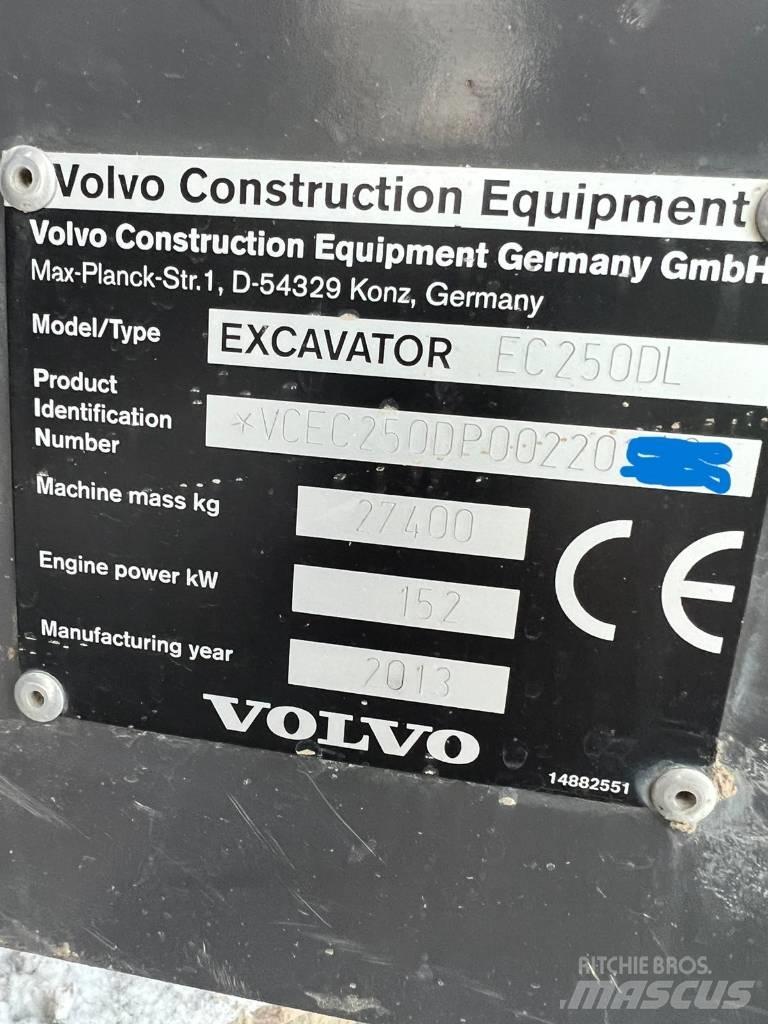 Volvo Construction Equipment
Volvo Construction Equipment Germany GmbH
Max-Planck-Str.1, D-54329 Konz, Germany
Model/Type EXCAVATOR EC250DL
Product
Identification
Number *VCEC250DP00220
Machine mass kg 27400
Engine power kW 152
Manufacturing year 2013
CE
VOLVO
14882551
RITCHIE BROS.
MASCUS